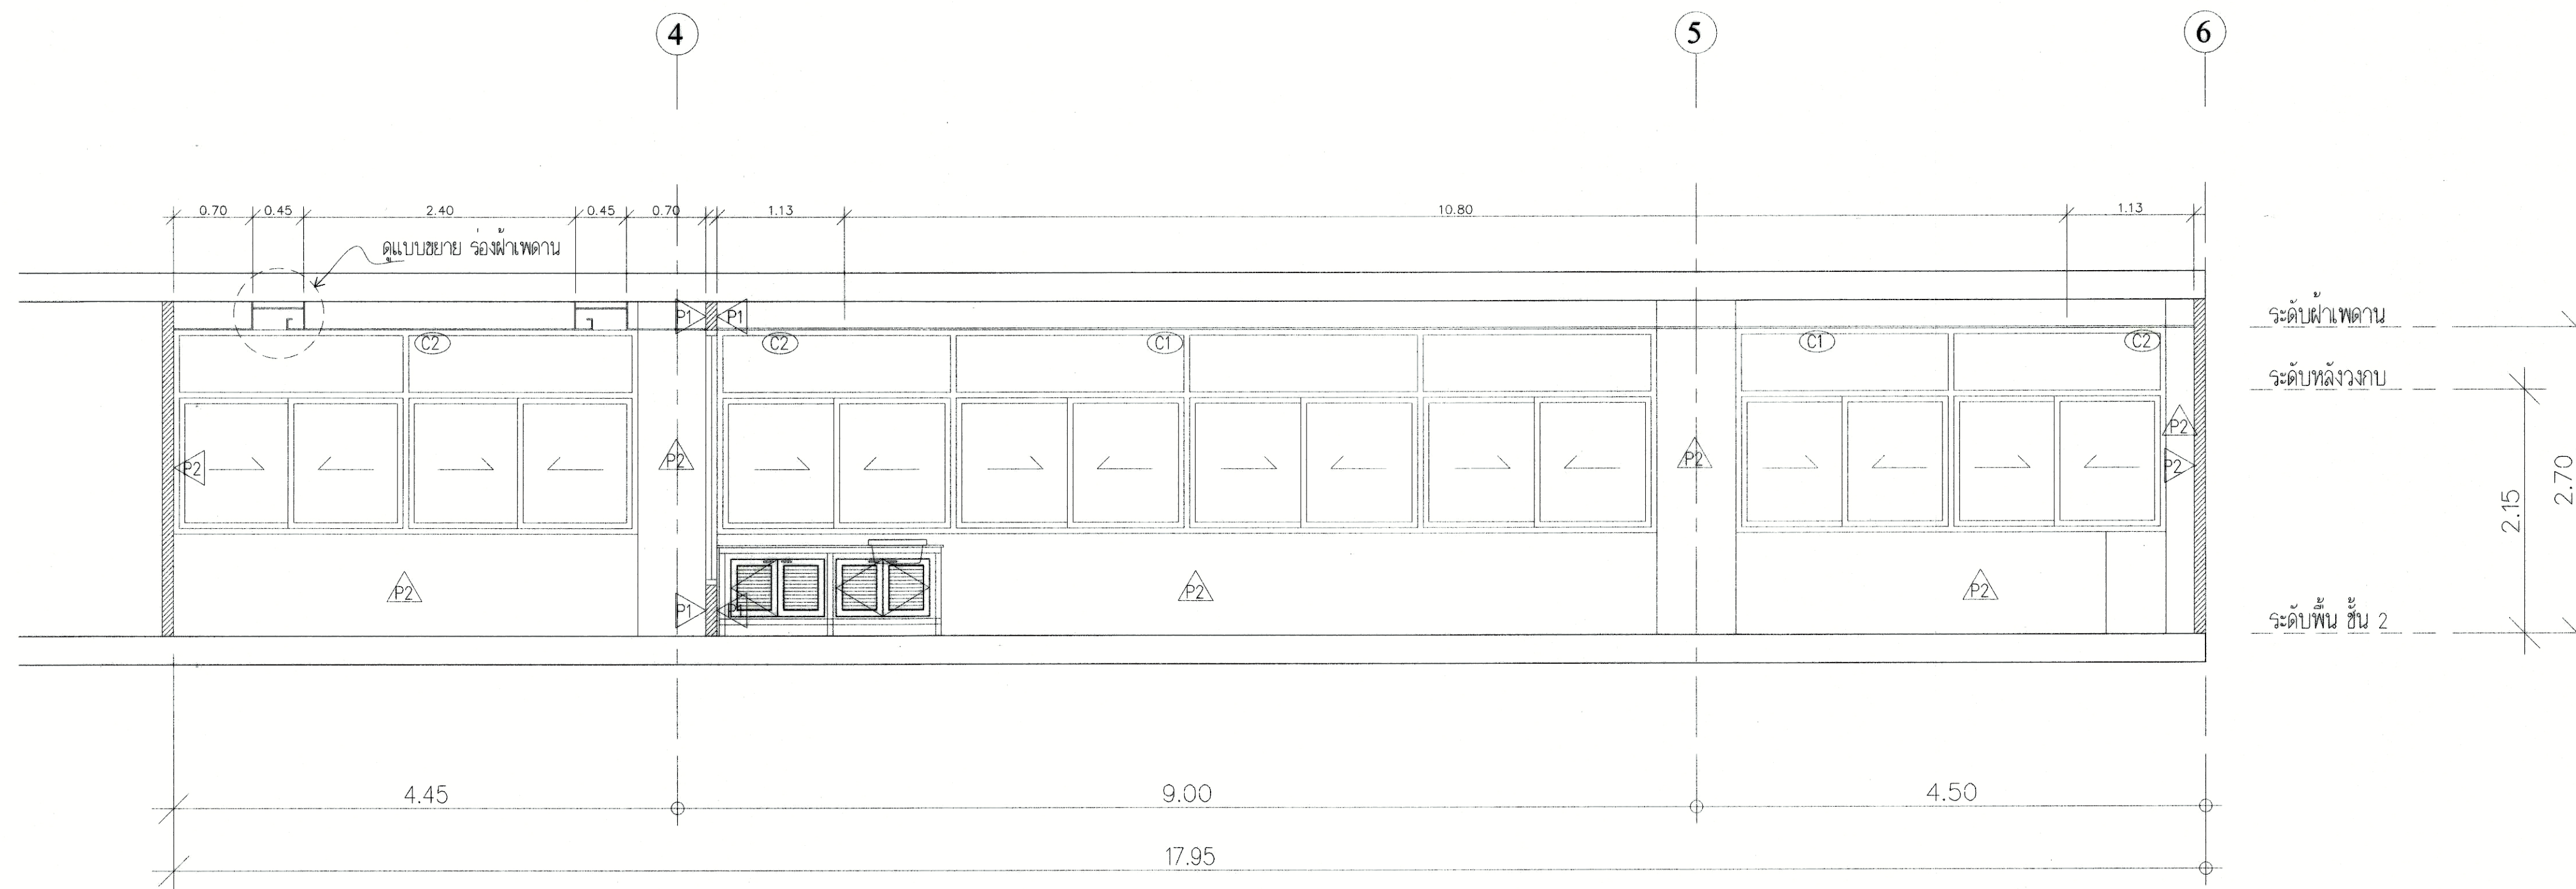 4 5 6
0.70 0.45 2.40 0.45 0.70 1.13 10.80 1.13
ดูแบบขยาย ร่องฝ้าเพดาน
P1 P1
ระดับฝ้าเพดาน
C2 C2 C1 C1 C2
ระดับหลังวงกบ
P2
P2 P2 P2 P2
2.70
2.15
P2 P2 P2
P1 P1
ระดับพื้น ชั้น 2
4.45 9.00 4.50
17.95